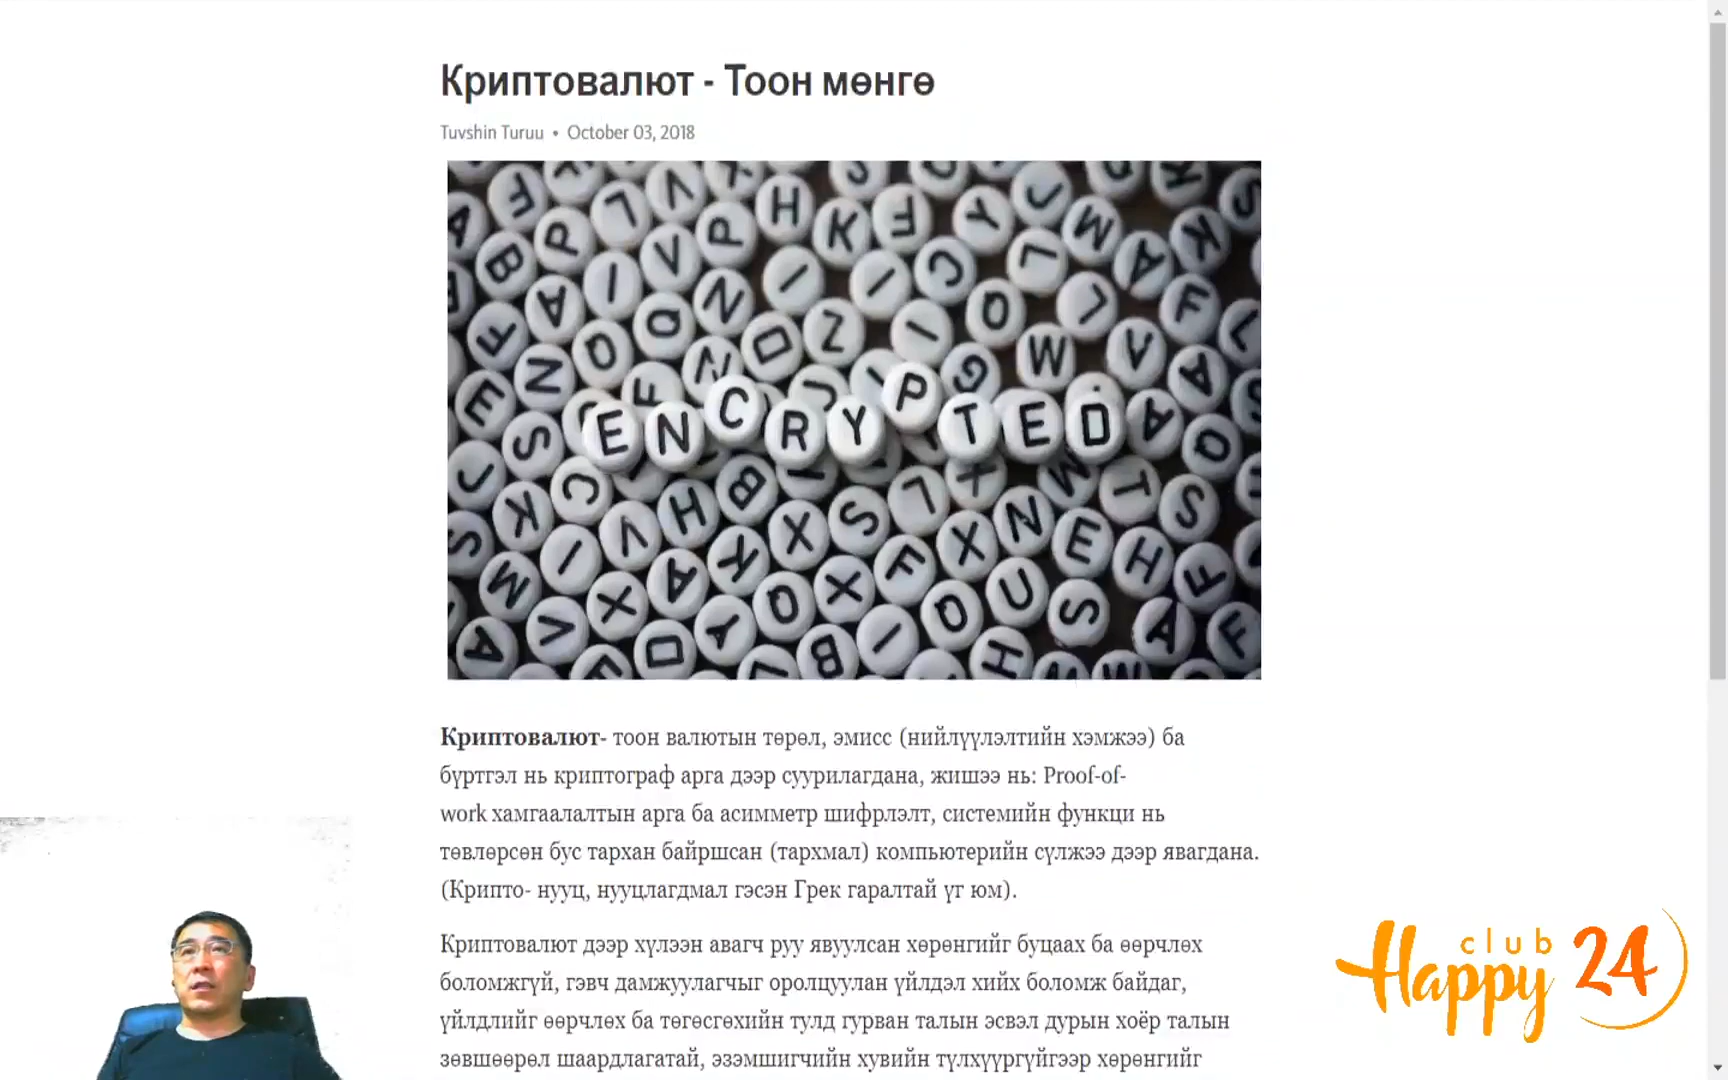 Криптовалют - Тоон мөнгө
Tuvshin Turuu • October 03, 2018
ENCRYPTED
Криптовалют- тоон валютын төрөл, эмисс (нийлүүлэлтийн хэмжээ) ба
бүртгэл нь криптограф арга дээр суурилагдана, жишээ нь: Proof-of-
work хамгаалалтын арга ба асимметр шифрлэлт, системийн функци нь
төвлөрсөн бус тархан байршсан (тархмал) компьютерийн сүлжээ дээр явагдана.
(Крипто- нууц, нууцлагдмал гэсэн Грек гаралтай үг юм).
Криптовалют дээр хүлээн авагч руу явуулсан хөрөнгийг буцаах ба өөрчлөх
боломжгүй, гэвч дамжуулагчыг оролцуулан үйлдэл хийх боломж байдаг,
үйлдлийг өөрчлөх ба төгөсгөхийн тулд гурван талын эсвэл дурын хоёр талын
зөвшөөрөл шаардлагатай, эзэмшигчийн хувийн түлхүүргүйгээр хөрөнгийг
club
Happy 24